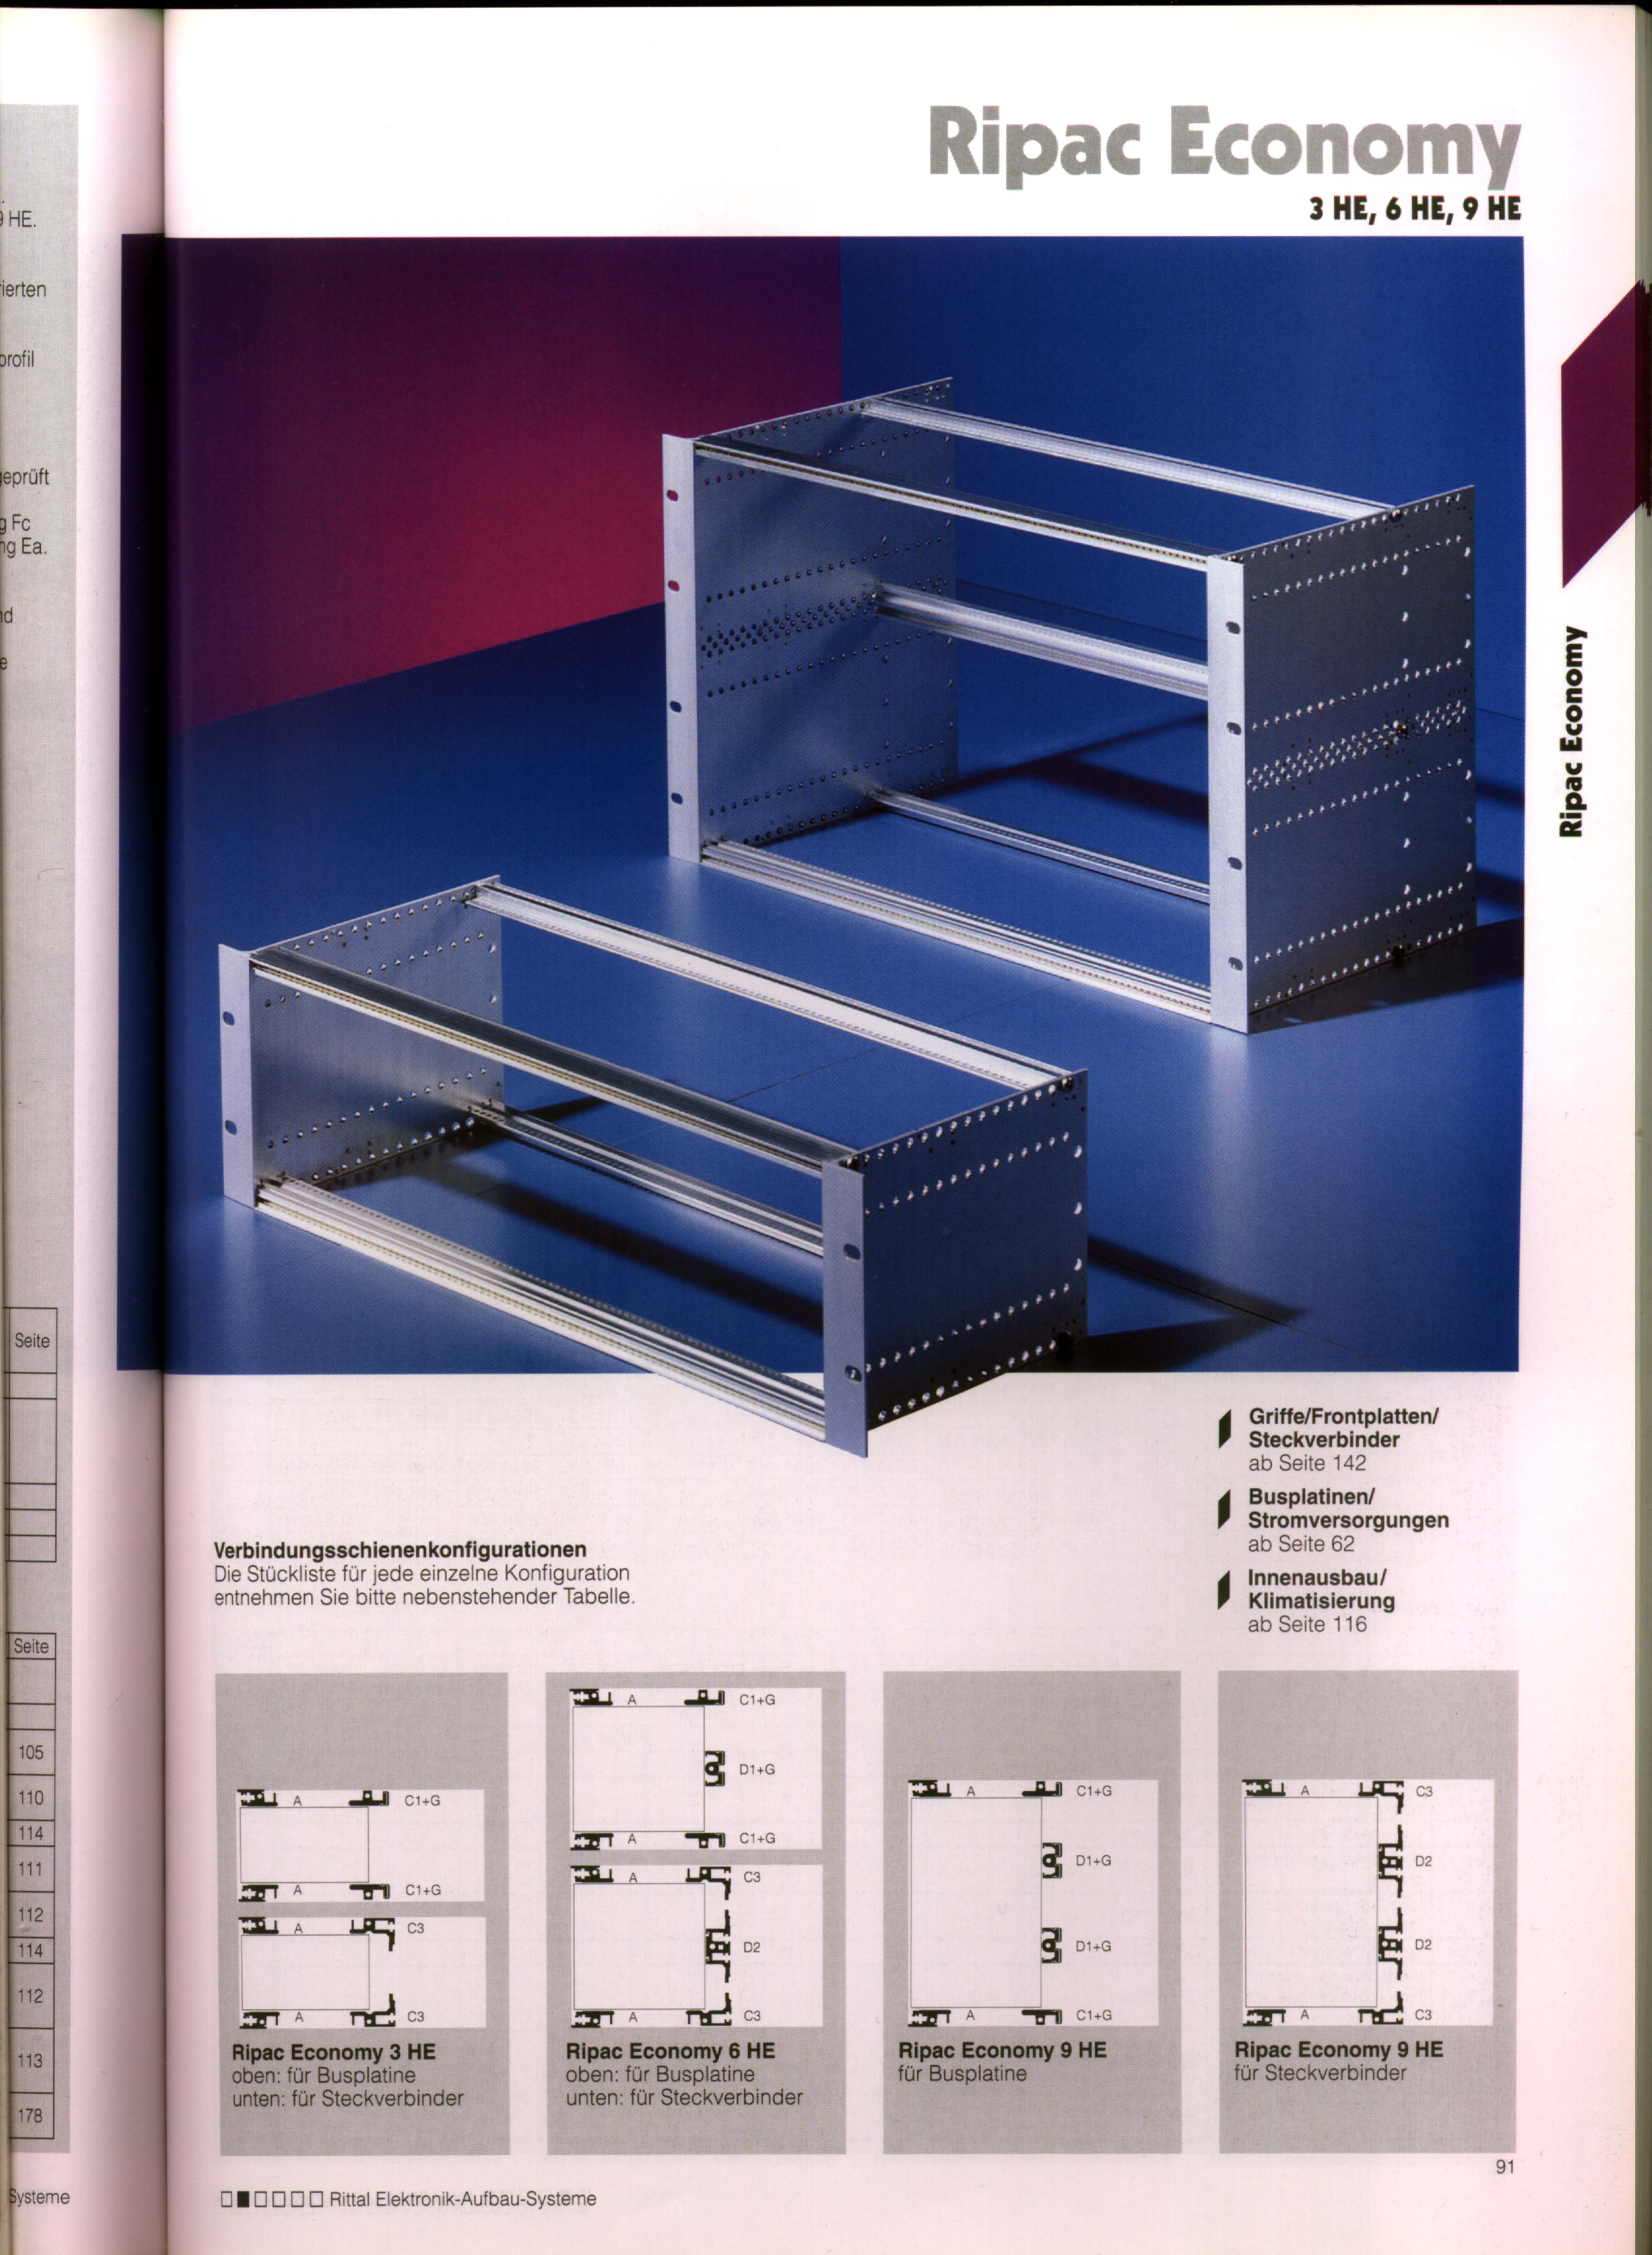 9 HE.
eprüft
g Fc
ng Ea.
Seite
Seite
105
110
114
111
112
114
112
113
178
Systeme
Ripac Economy
3 HE, 6 HE, 9 HE
Ripac Economy
Griffe/Frontplatten/
Steckverbinder
ab Seite 142
Busplatinen/
Stromversorgungen
ab Seite 62
Innenausbau/
Klimatisierung
ab Seite 116
Verbindungsschienenkonfigurationen
Die Stückliste für jede einzelne Konfiguration
entnehmen Sie bitte nebenstehender Tabelle.
A C1+G
A C1+G
A C3
A C3
Ripac Economy 3 HE
oben: für Busplatine
unten: für Steckverbinder
A C1+G
D1+G
A C1+G
A C3
D2
A C3
Ripac Economy 6 HE
oben: für Busplatine
unten: für Steckverbinder
A C1+G
D1+G
D1+G
A C1+G
Ripac Economy 9 HE
für Busplatine
A C3
D2
D2
A C3
Ripac Economy 9 HE
für Steckverbinder
91
Rittal Elektronik-Aufbau-Systeme